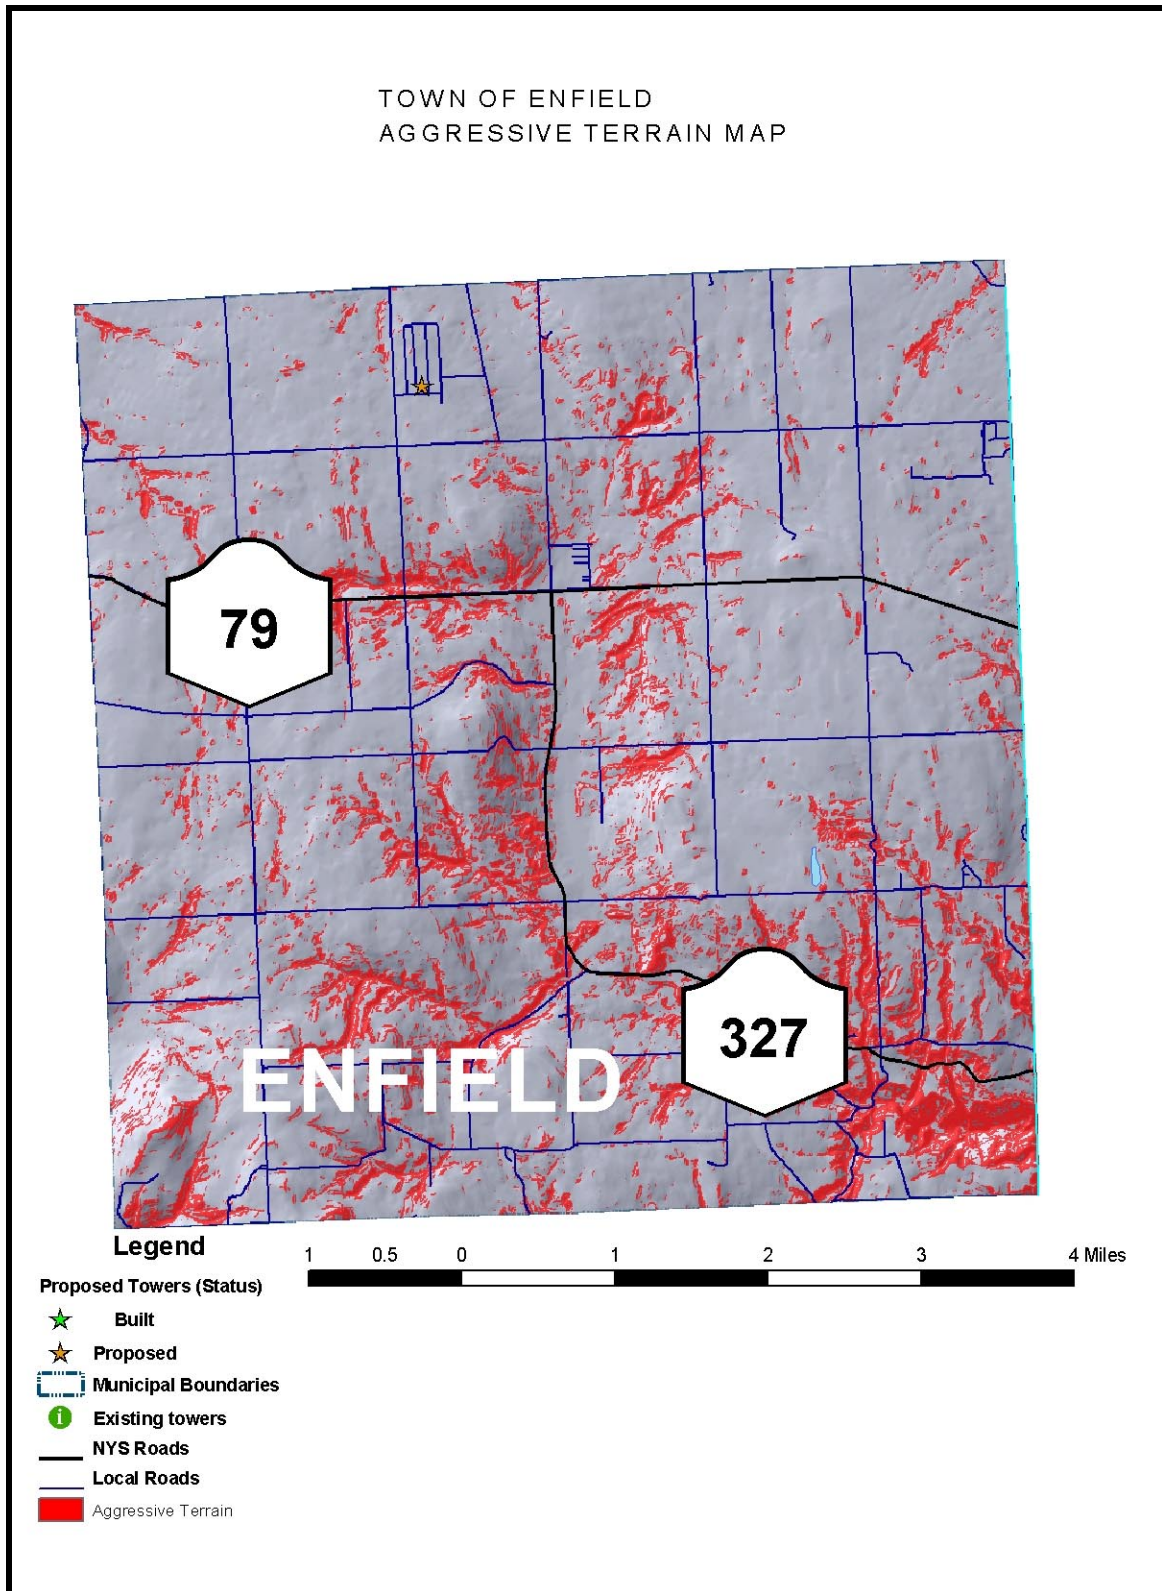 TOWN OF ENFIELD
AGGRESSIVE TERRAIN MAP
79
327
ENFIELD
Legend
1 0.5 0 1 2 3 4 Miles
Proposed Towers (Status)
Built
Proposed
Municipal Boundaries
i Existing towers
NYS Roads
Local Roads
Aggressive Terrain